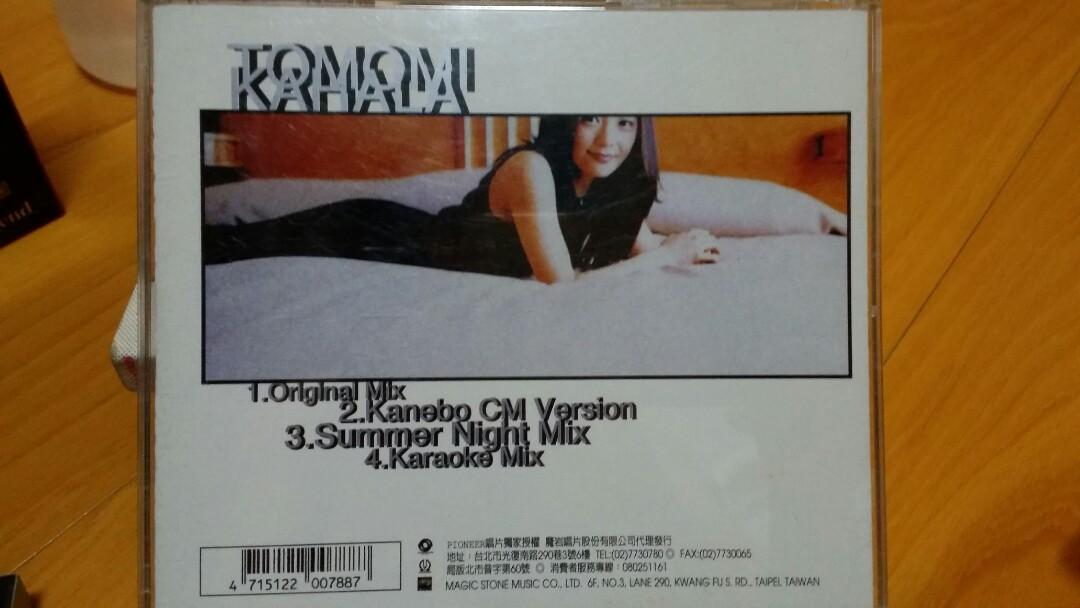 TOMOMI
KAHALA
1.Original Mix
2.Kanebo CM Version
3.Summer Night Mix
4.Karaoke Mix
PIONEER唱片獨家授權 魔岩唱片股份有限公司代理發行
地址：台北市光復南路290巷3號6樓 TEL:(02)7730780◎ FAX:(02)7730065
局版北市音字第60號 ◎ 消費者服務專線：080251161
MAGIC STONE MUSIC CO., LTD. 6F, NO.3, LANE 290, KWANG FU S. RD., TAIPEI, TAIWAN
4 715122 007887